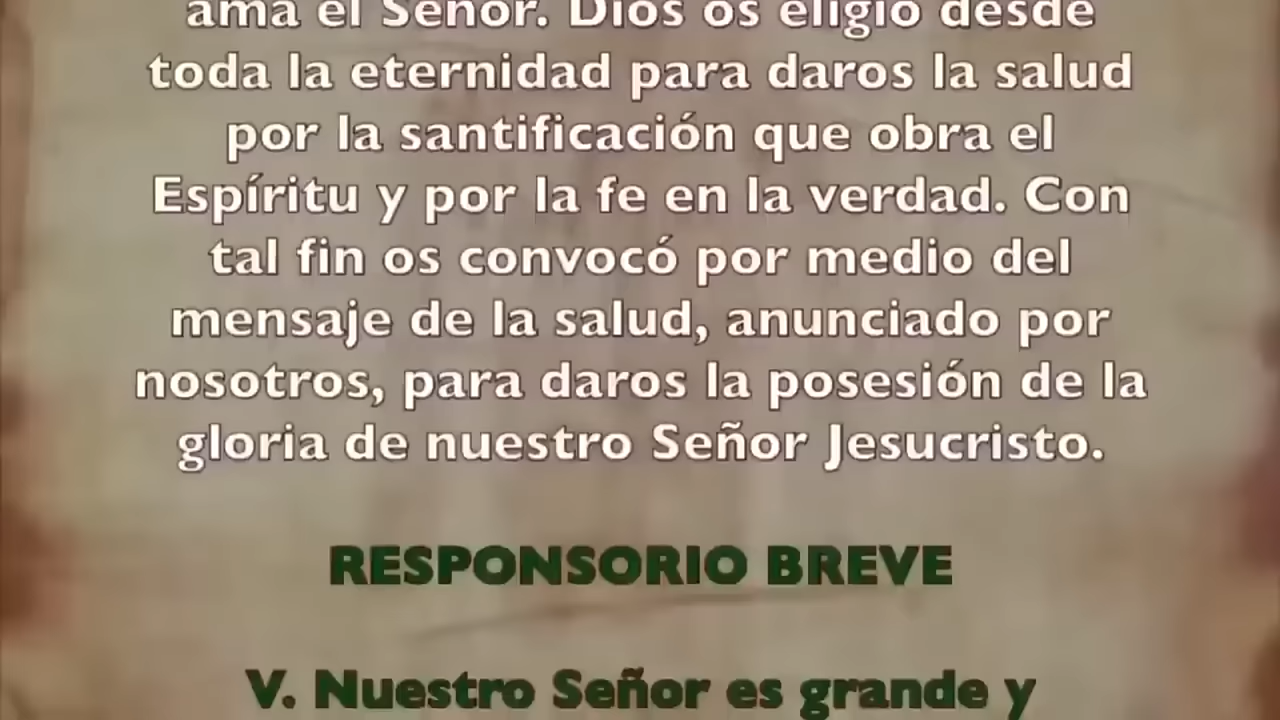 ama el Señor. Dios os eligió desde
toda la eternidad para daros la salud
por la santificación que obra el
Espíritu y por la fe en la verdad. Con
tal fin os convocó por medio del
mensaje de la salud, anunciado por
nosotros, para daros la posesión de la
gloria de nuestro Señor Jesucristo.
RESPONSORIO BREVE
V. Nuestro Señor es grande y